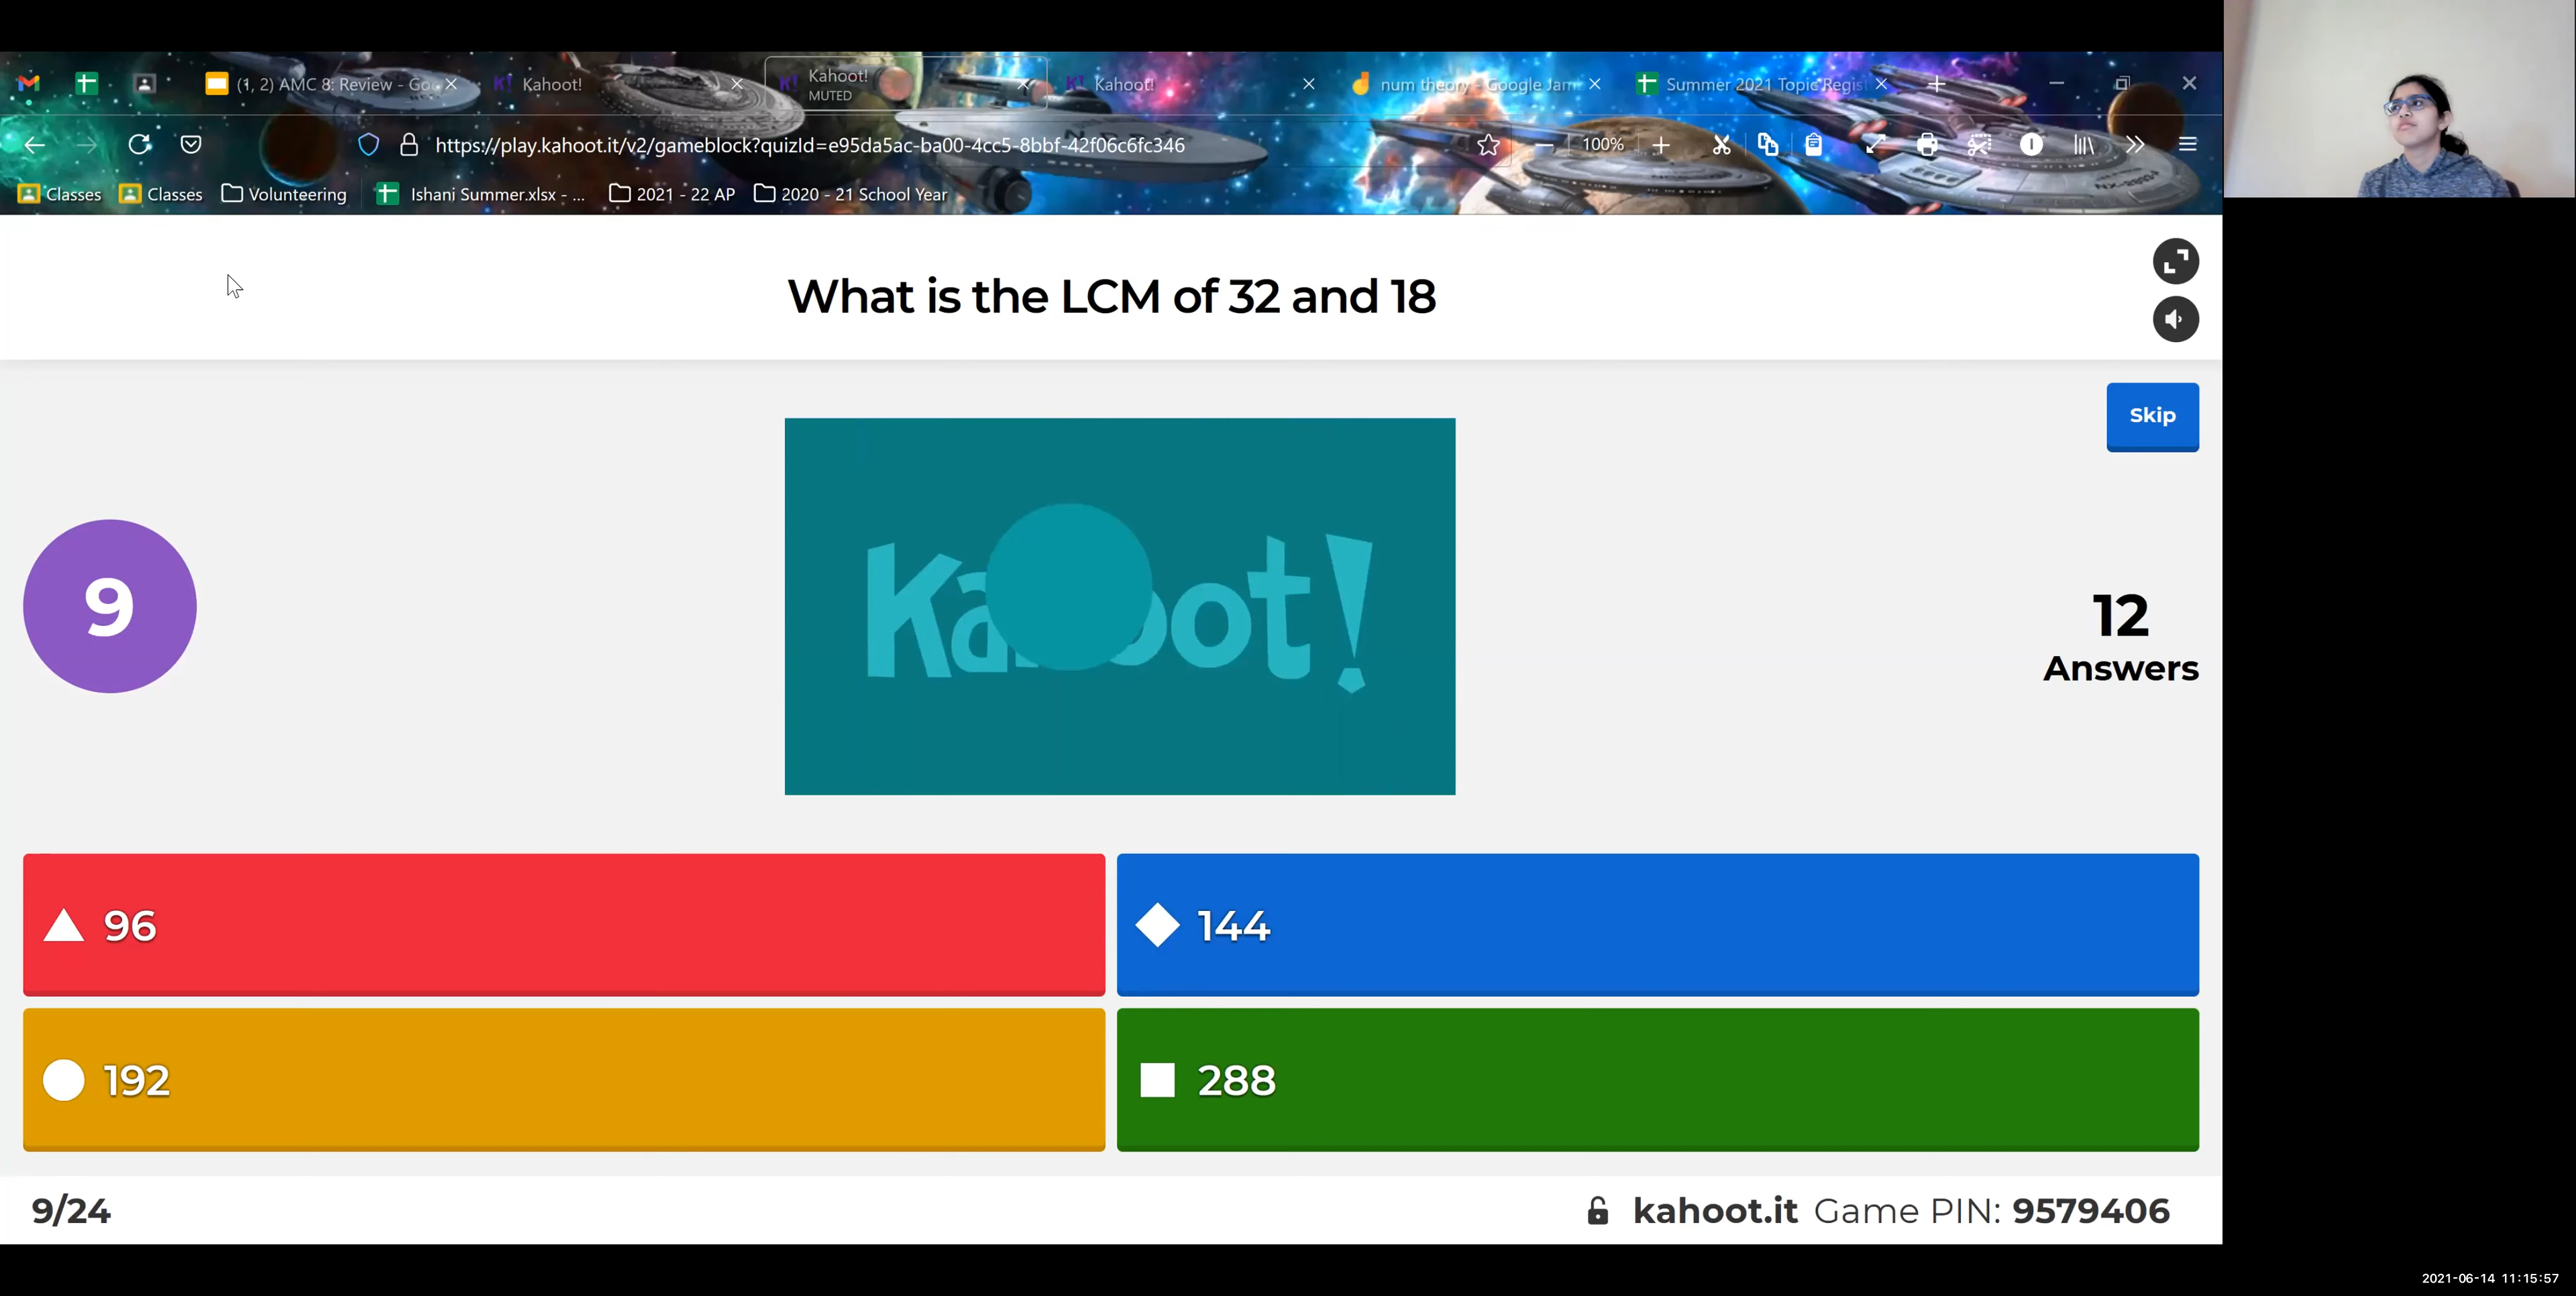 (1, 2) AMC 8: Review - Goo
Kahoot!
Kahoot!
MUTED
Kahoot!
num theory - Google Jam
Summer 2021 Topic Regist
https://play.kahoot.it/v2/gameblock?quizId=e95da5ac-ba00-4cc5-8bbf-42f06c6fc346
100%
Classes
Classes
Volunteering
Ishani Summer.xlsx - ...
2021 - 22 AP
2020 - 21 School Year
What is the LCM of 32 and 18
Skip
9
12
Answers
96
144
192
288
9/24
kahoot.it Game PIN: 9579406
2021-06-14 11:15:57